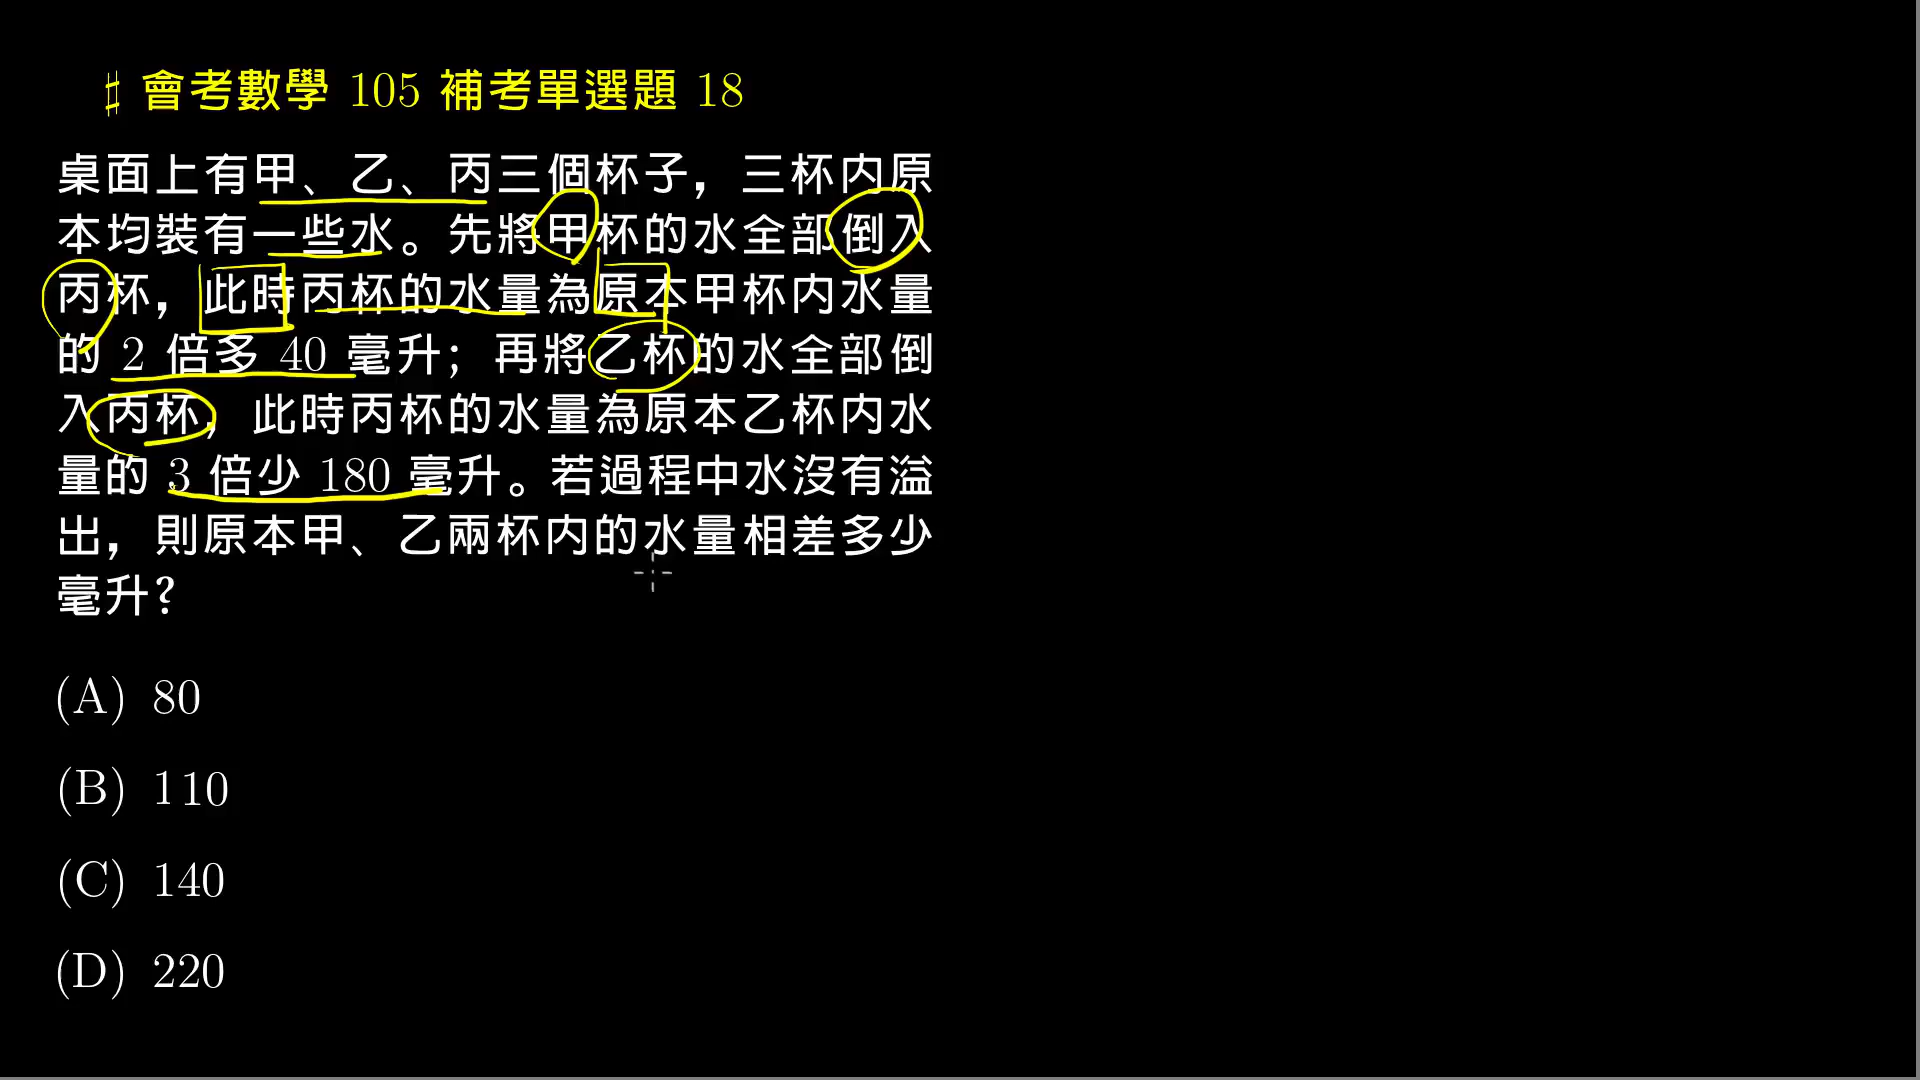 ♯ 會考數學 105 補考單選題 18
桌面上有甲、乙、丙三個杯子，三杯內原
本均裝有一些水。先將甲杯的水全部倒入
丙杯，此時丙杯的水量為原本甲杯內水量
的 2 倍多 40 毫升；再將乙杯的水全部倒
入丙杯，此時丙杯的水量為原本乙杯內水
量的 3 倍少 180 毫升。若過程中水沒有溢
出，則原本甲、乙兩杯內的水量相差多少
毫升？
(A) 80
(B) 110
(C) 140
(D) 220